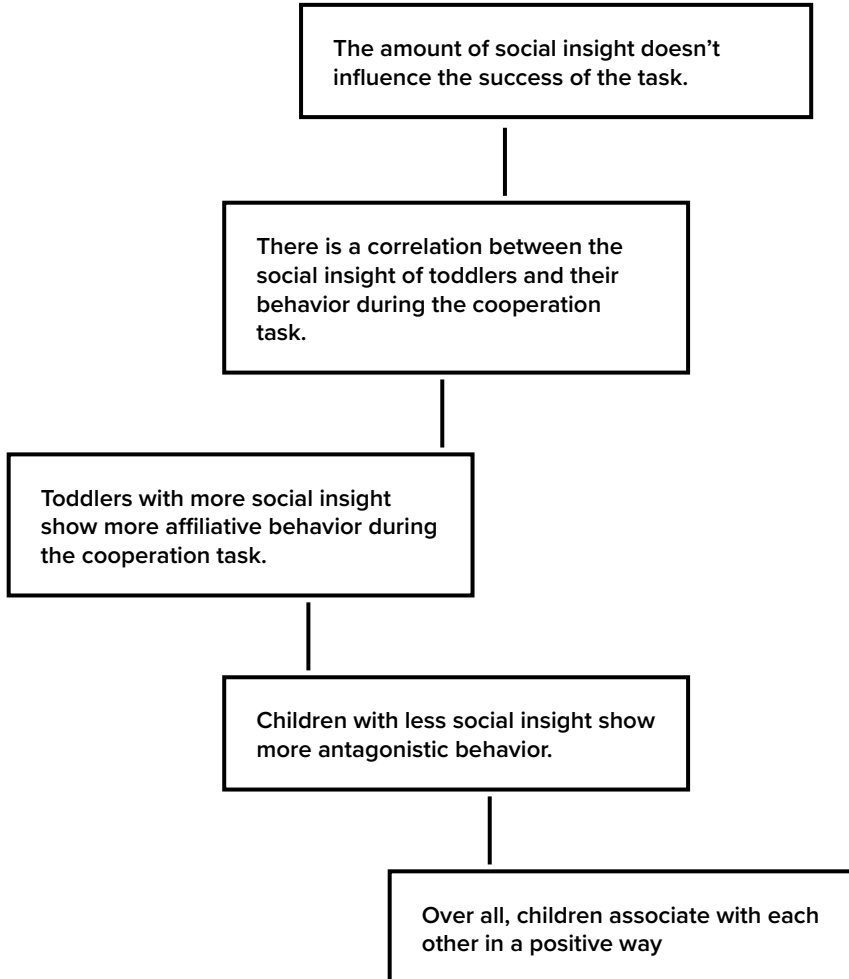 The amount of social insight doesn’t
influence the success of the task.
There is a correlation between the
social insight of toddlers and their
behavior during the cooperation
task.
Toddlers with more social insight
show more affiliative behavior during
the cooperation task.
Children with less social insight show
more antagonistic behavior.
Over all, children associate with each
other in a positive way